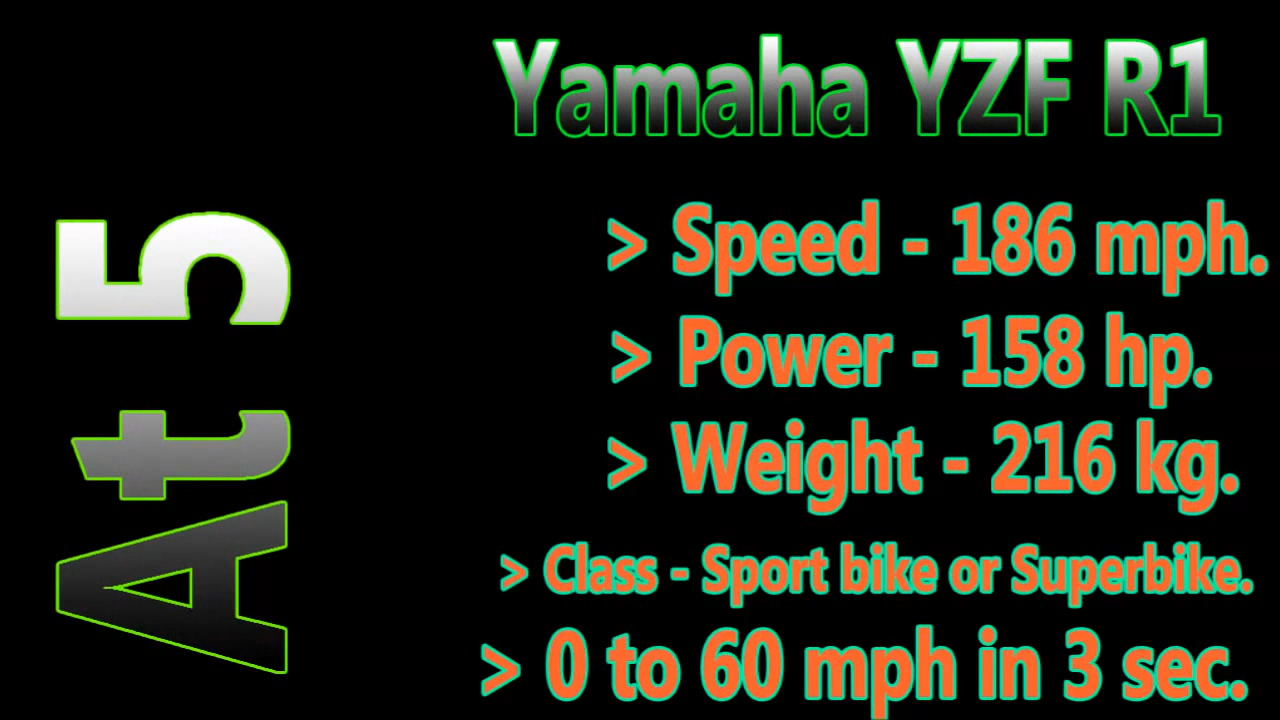 At 5
Yamaha YZF R1
> Speed - 186 mph.
> Power - 158 hp.
> Weight - 216 kg.
> Class - Sport bike or Superbike.
> 0 to 60 mph in 3 sec.